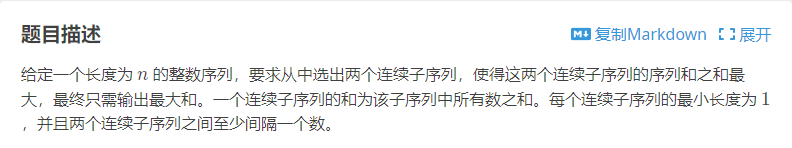 题目描述
复制Markdown 展开
给定一个长度为 n 的整数序列，要求从中选出两个连续子序列，使得这两个连续子序列的序列和之和最
大，最终只需输出最大和。一个连续子序列的和为该子序列中所有数之和。每个连续子序列的最小长度为 1
，并且两个连续子序列之间至少间隔一个数。